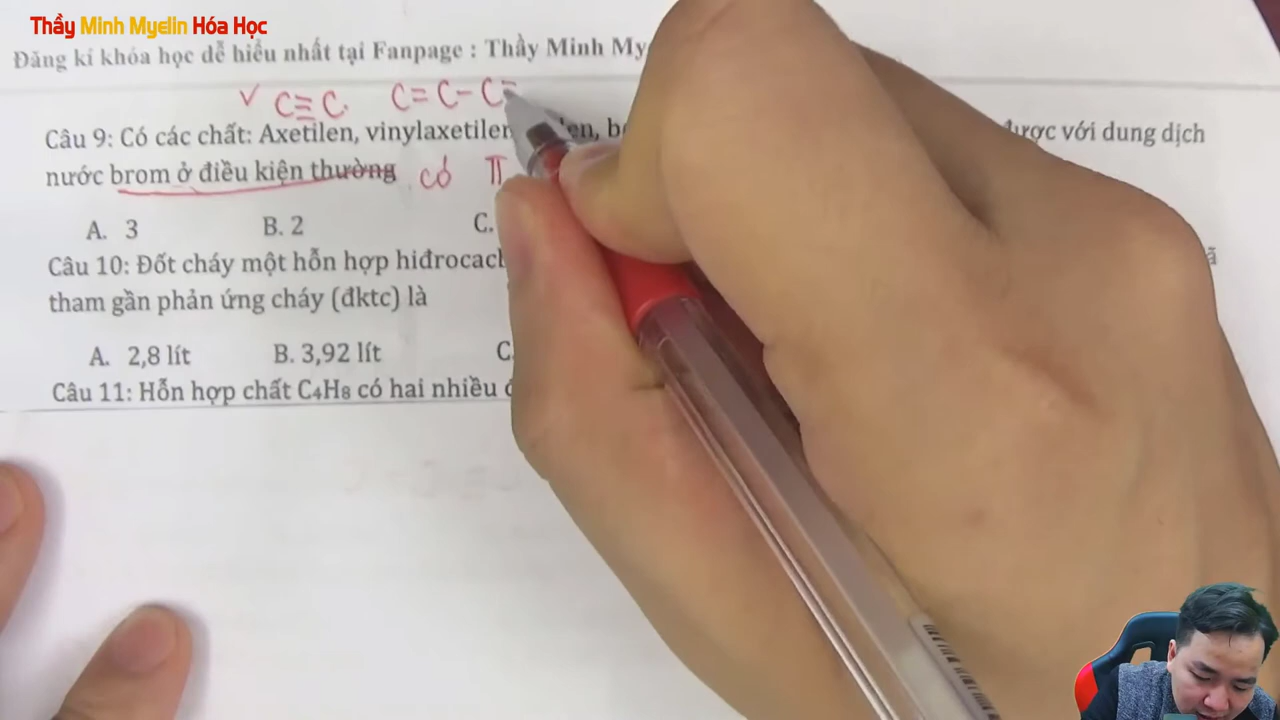 Thầy Minh Myelin Hóa Học
Đăng kí khóa học dễ hiểu nhất tại Fanpage : Thầy Minh My
✓ C≡C. C=C-C≡
Câu 9: Có các chất: Axetilen, vinylaxetilen len, b được với dung dịch
nước brom ở điều kiện thường có π
A. 3 B. 2 C.
Câu 10: Đốt cháy một hỗn hợp hiđrocac
tham gần phản ứng cháy (đktc) là
A. 2,8 lít B. 3,92 lít C.
Câu 11: Hỗn hợp chất C₄H₈ có hai nhiều